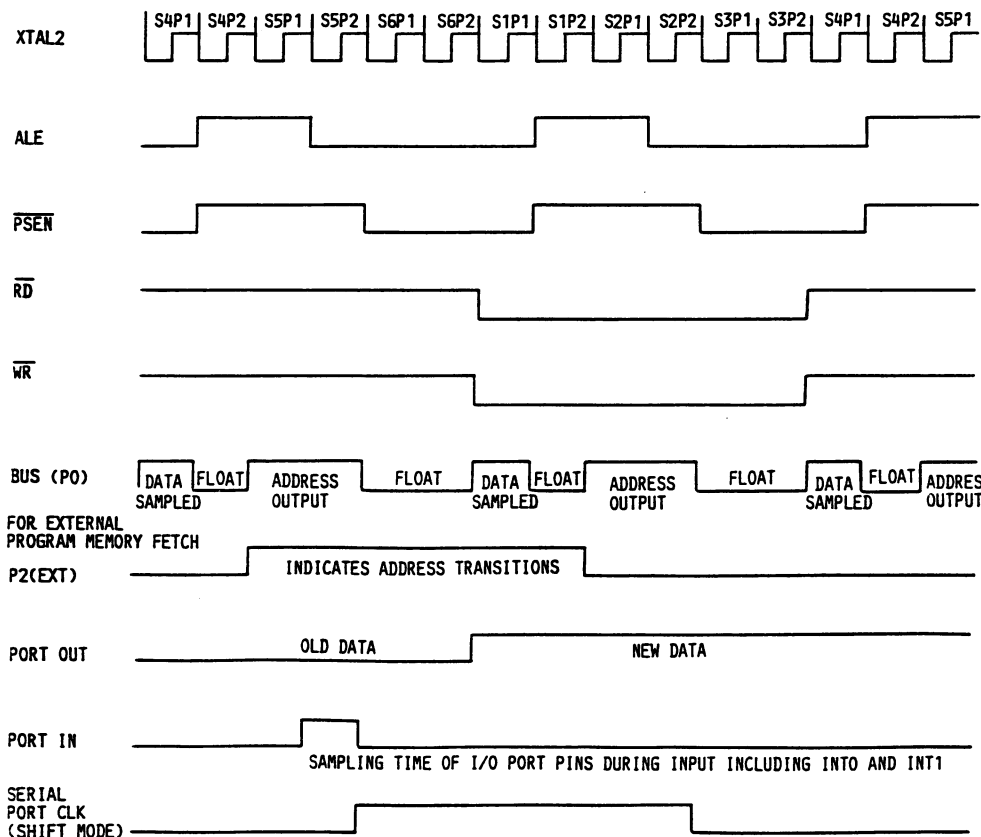 XTAL2
S4P1 S4P2 S5P1 S5P2 S6P1 S6P2 S1P1 S1P2 S2P1 S2P2 S3P1 S3P2 S4P1 S4P2 S5P1
ALE
PSEN
RD
WR
BUS (PO)
DATA SAMPLED
FLOAT
ADDRESS OUTPUT
FLOAT
DATA SAMPLED
FLOAT
ADDRESS OUTPUT
FLOAT
DATA SAMPLED
FLOAT
ADDRES
OUTPU
FOR EXTERNAL
PROGRAM MEMORY FETCH
P2(EXT)
INDICATES ADDRESS TRANSITIONS
PORT OUT
OLD DATA
NEW DATA
PORT IN
SAMPLING TIME OF I/O PORT PINS DURING INPUT INCLUDING INTO AND INT1
SERIAL
PORT CLK
(SHIFT MODE)